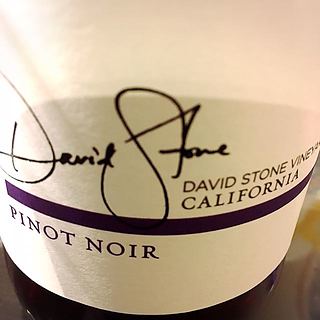 David Stone
DAVID STONE VINEYA
CALIFORNIA
PINOT NOIR